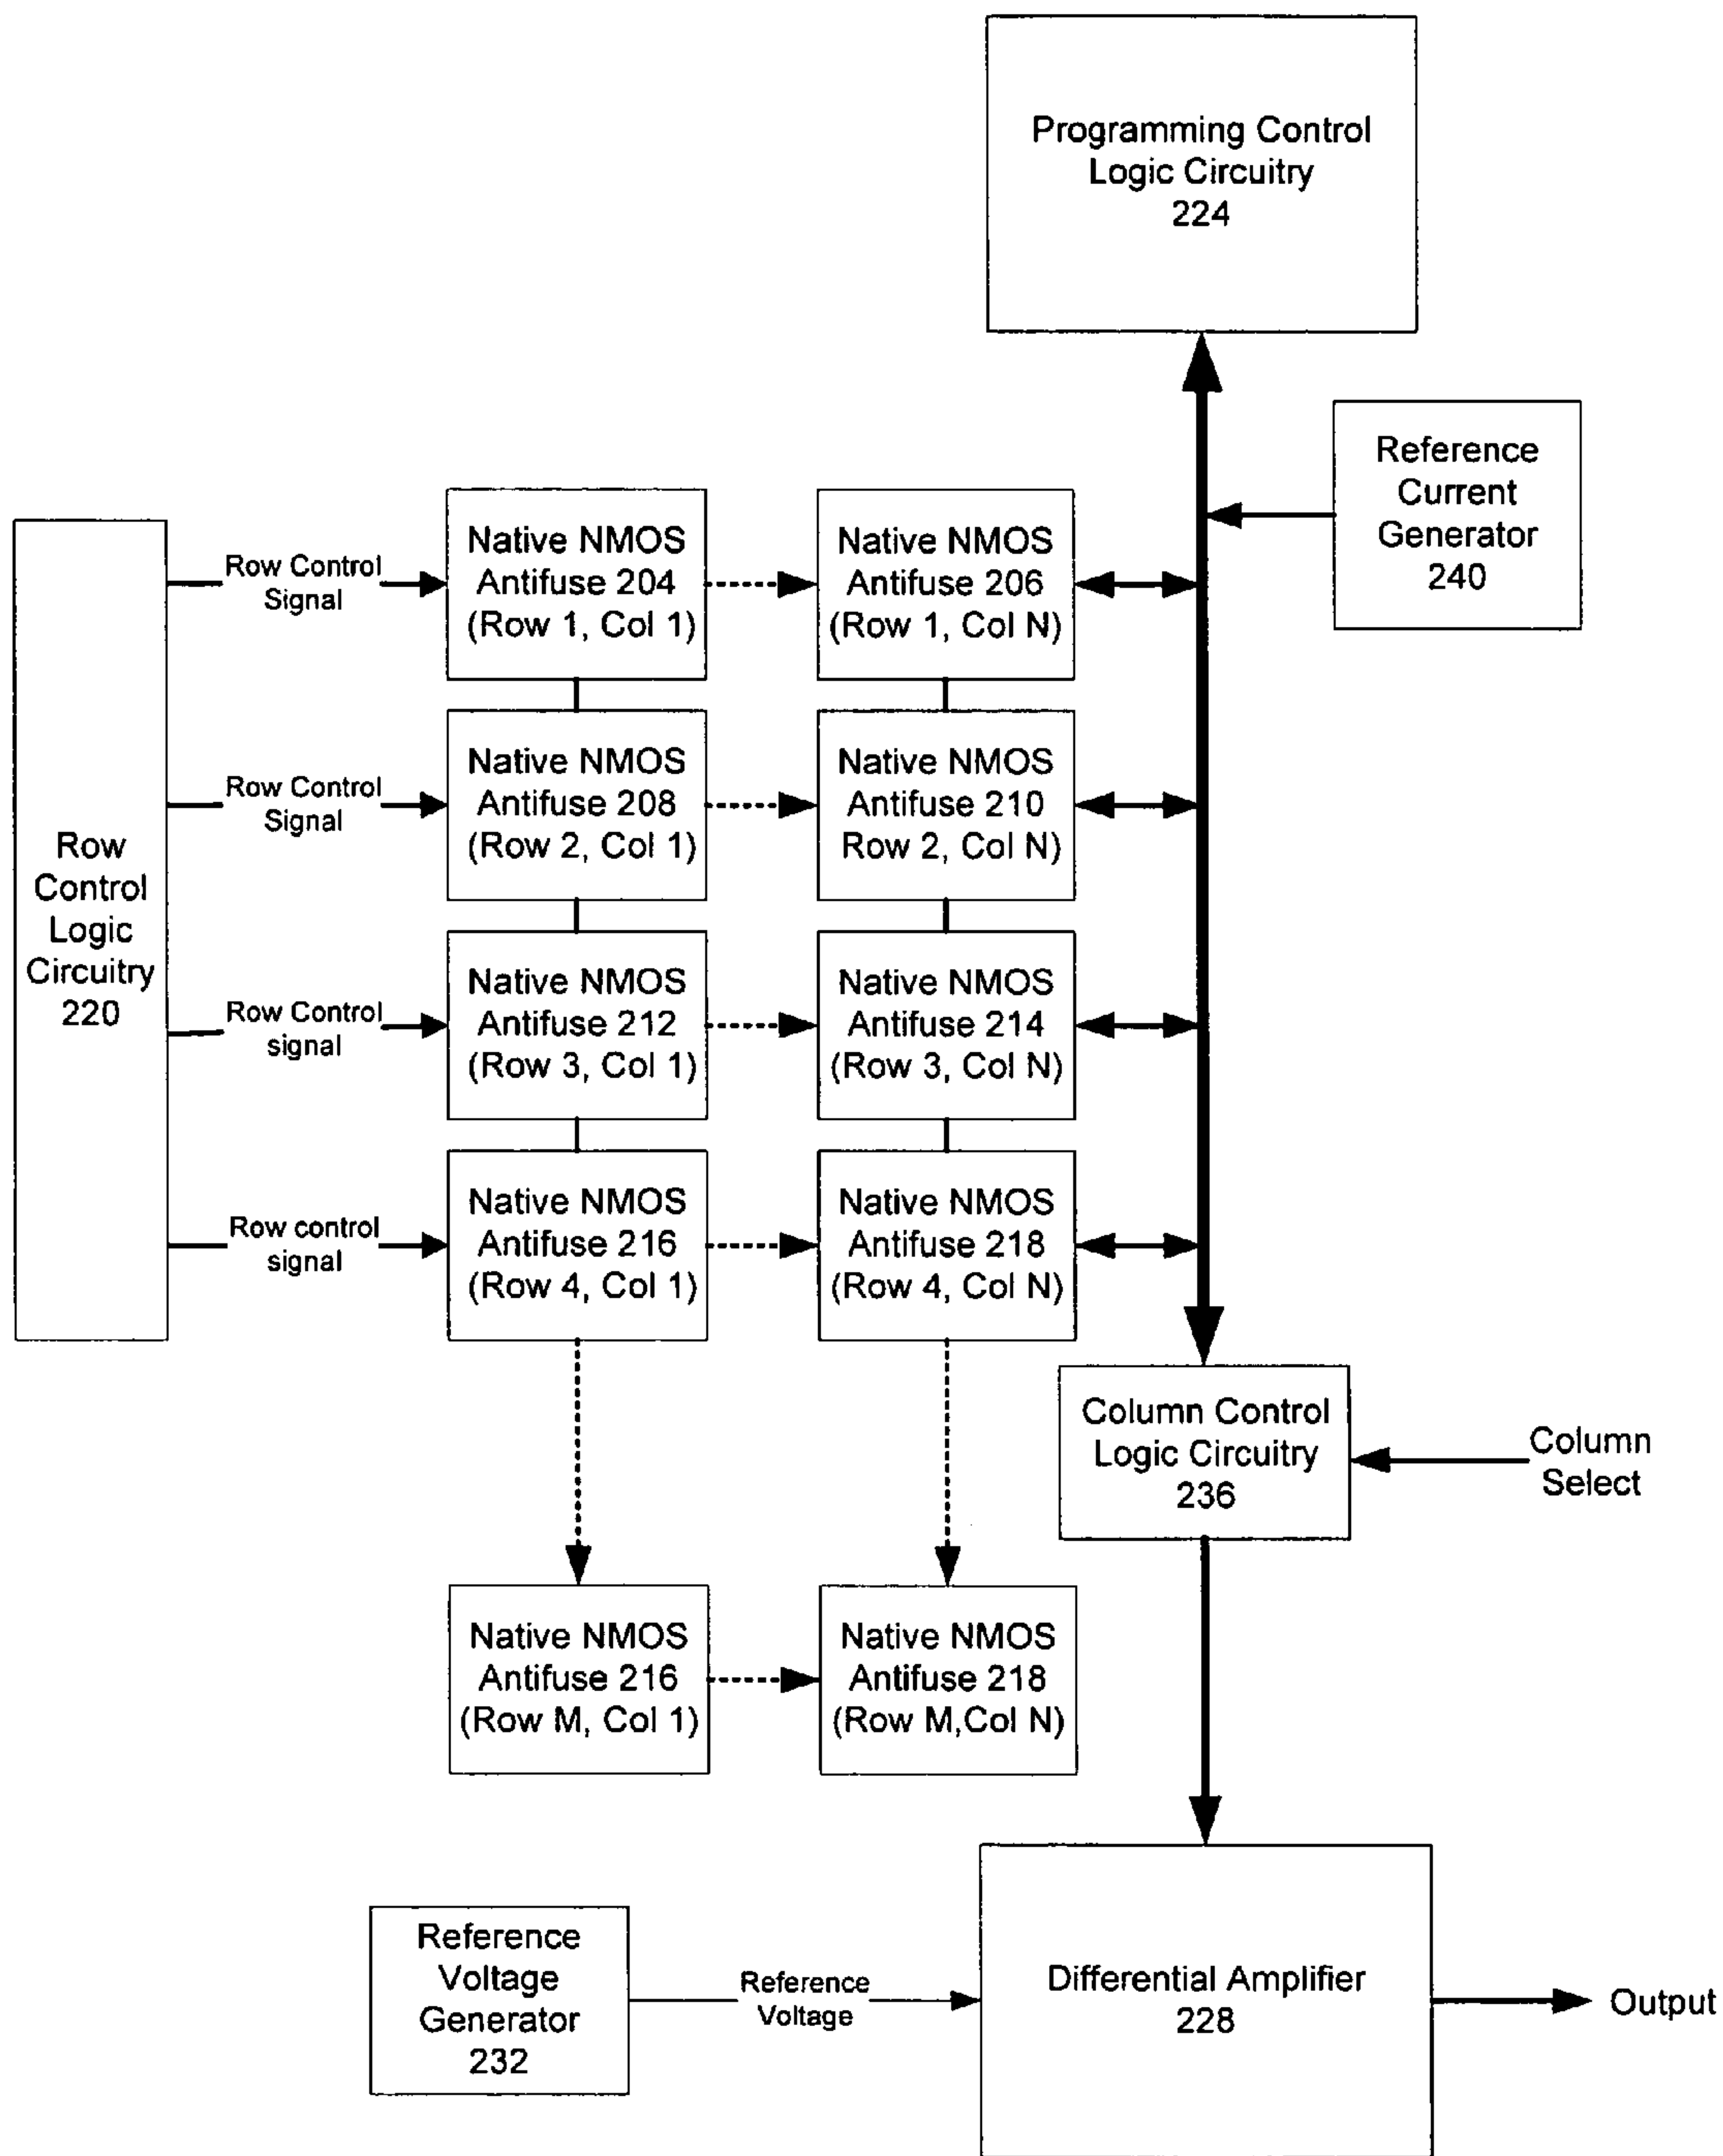 Programming Control
Logic Circuitry
224
Reference
Current
Generator
240
Row
Control
Logic
Circuitry
220
Row Control
Signal
Native NMOS
Antifuse 204
(Row 1, Col 1)
Native NMOS
Antifuse 206
(Row 1, Col N)
Row Control
Signal
Native NMOS
Antifuse 208
(Row 2, Col 1)
Native NMOS
Antifuse 210
Row 2, Col N)
Row Control
signal
Native NMOS
Antifuse 212
(Row 3, Col 1)
Native NMOS
Antifuse 214
(Row 3, Col N)
Row control
signal
Native NMOS
Antifuse 216
(Row 4, Col 1)
Native NMOS
Antifuse 218
(Row 4, Col N)
Column Control
Logic Circuitry
236
Column
Select
Native NMOS
Antifuse 216
(Row M, Col 1)
Native NMOS
Antifuse 218
(Row M,Col N)
Reference
Voltage
Generator
232
Reference
Voltage
Differential Amplifier
228
Output